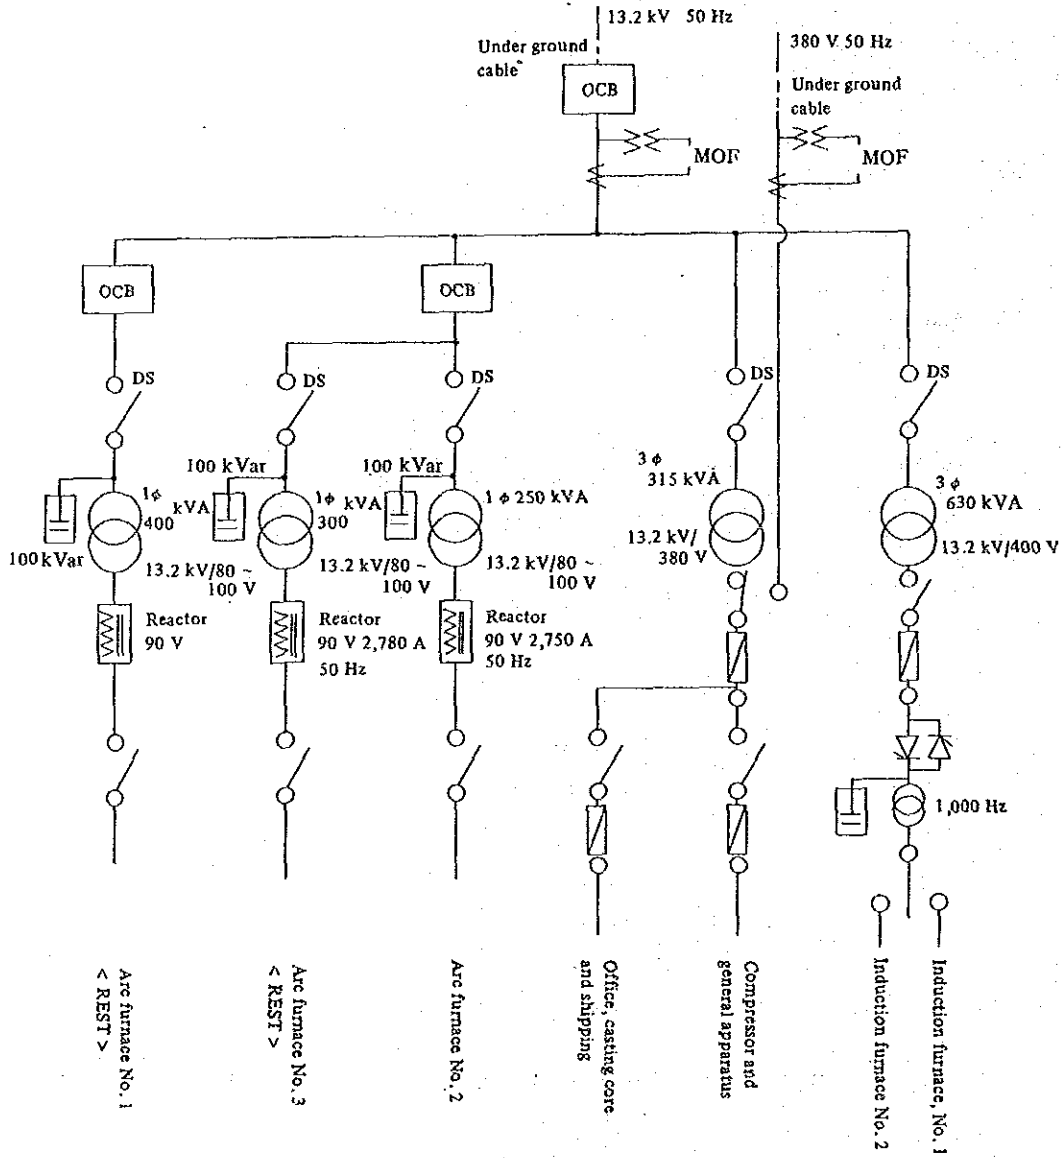 13.2 kV 50 Hz
Under ground
cable
OCB
MOF
380 V 50 Hz
Under ground
cable
MOF
OCB
OCB
DS
DS
DS
DS
DS
1φ
400 kVA
100 kVar
13.2 kV/80 ~
100 V
Reactor
90 V
100 kVar
1φ
300 kVA
13.2 kV/80 ~
100 V
Reactor
90 V 2,780 A
50 Hz
100 kVar
1 φ 250 kVA
13.2 kV/80 ~
100 V
Reactor
90 V 2,750 A
50 Hz
3 φ
315 kVA
13.2 kV/
380 V
3 φ
630 kVA
13.2 kV/400 V
1,000 Hz
Arc furnace No. 1
< REST >
Arc furnace No. 3
< REST >
Arc furnace No. 2
Office, casting core
and shipping
Compressor and
general apparatus
Induction furnace No. 2
Induction furnace, No. 1